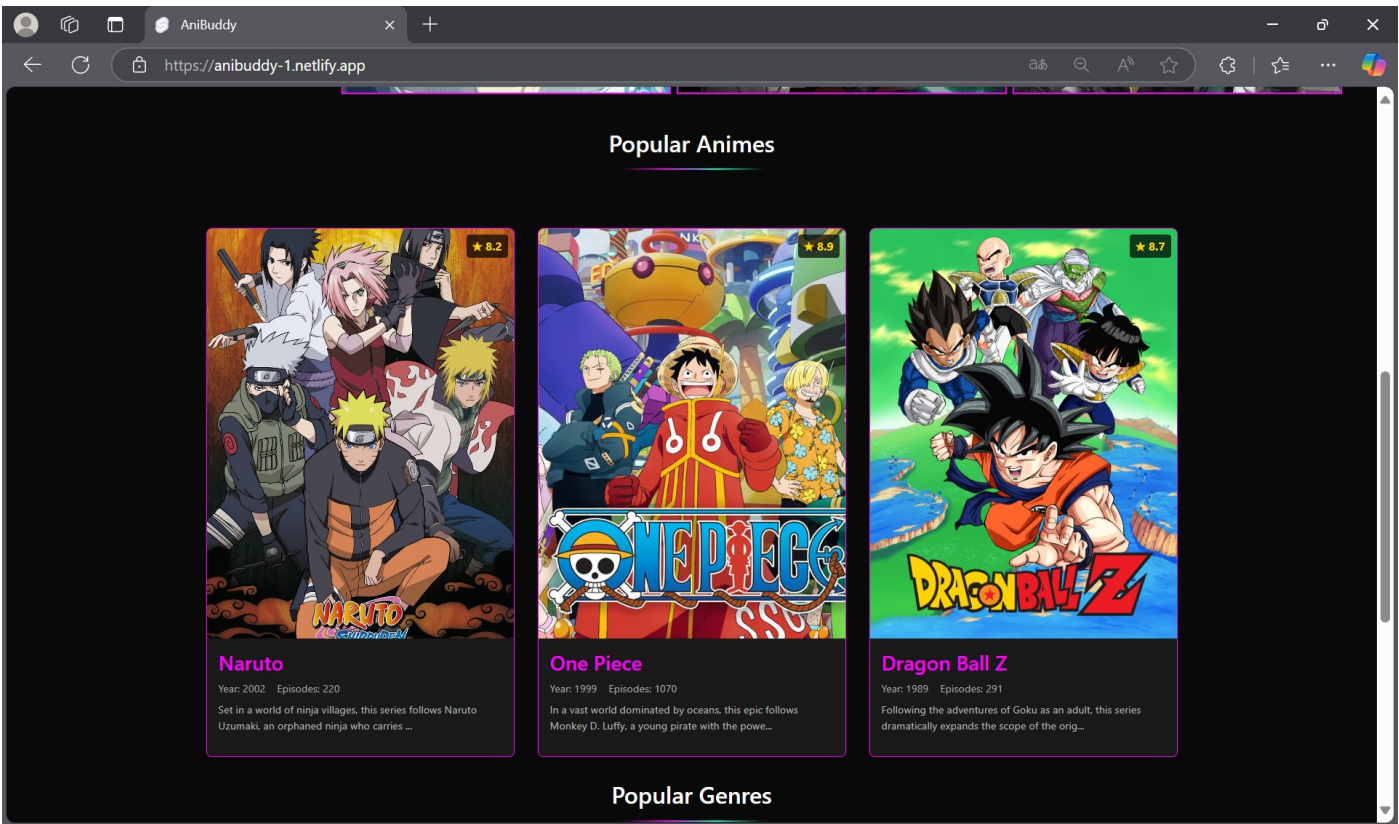 AniBuddy
https://anibuddy-1.netlify.app
Popular Animes
★ 8.2
★ 8.9
★ 8.7
NARUTO
SHIPPUDEN
NK
ONE PIECE
SSG
DRAGON BALL Z
Naruto
Year: 2002 Episodes: 220
Set in a world of ninja villages, this series follows Naruto
Uzumaki, an orphaned ninja who carries ...
One Piece
Year: 1999 Episodes: 1070
In a vast world dominated by oceans, this epic follows
Monkey D. Luffy, a young pirate with the powe...
Dragon Ball Z
Year: 1989 Episodes: 291
Following the adventures of Goku as an adult, this series
dramatically expands the scope of the orig...
Popular Genres